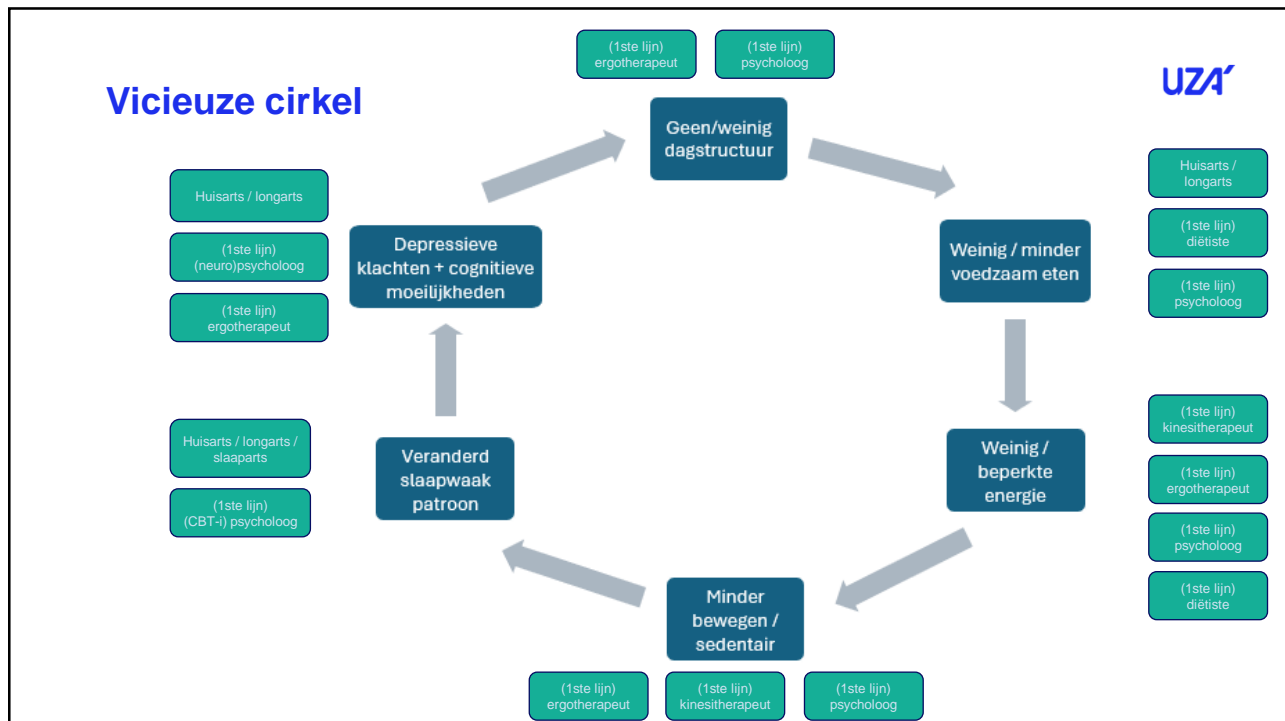 Vicieuze cirkel
UZA'
(1ste lijn)
ergotherapeut
(1ste lijn)
psycholoog
Geen/weinig
dagstructuur
Huisarts / longarts
(1ste lijn)
(neuro)psycholoog
(1ste lijn)
ergotherapeut
Depressieve
klachten + cognitieve
moeilijkheden
Weinig / minder
voedzaam eten
Huisarts /
longarts
(1ste lijn)
diëtiste
(1ste lijn)
psycholoog
Huisarts / longarts /
slaaparts
(1ste lijn)
(CBT-i) psycholoog
Veranderd
slaapwaak
patroon
Weinig /
beperkte
energie
(1ste lijn)
kinesitherapeut
(1ste lijn)
ergotherapeut
(1ste lijn)
psycholoog
(1ste lijn)
diëtiste
Minder
bewegen /
sedentair
(1ste lijn)
ergotherapeut
(1ste lijn)
kinesitherapeut
(1ste lijn)
psycholoog